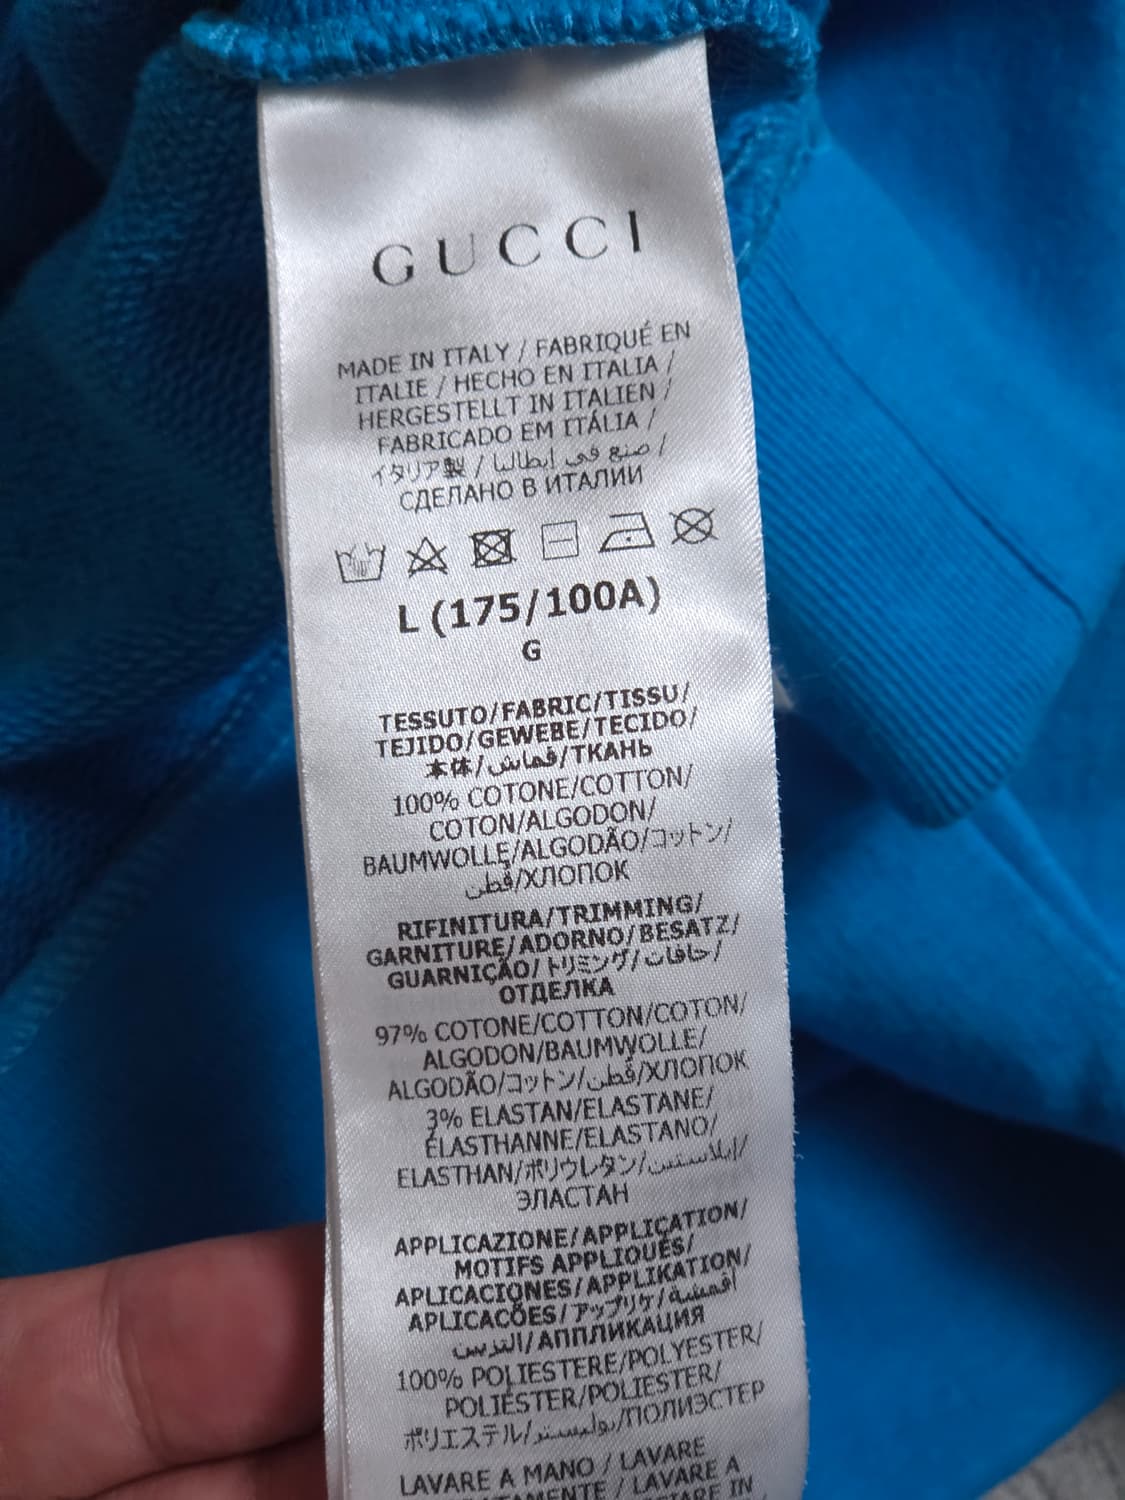 GUCCI
MADE IN ITALY / FABRIQUÉ EN
ITALIE / HECHO EN ITALIA /
HERGESTELLT IN ITALIEN /
FABRICADO EM ITÁLIA /
イタリア製 / صنع في إيطاليا /
СДЕЛАНО В ИТАЛИИ
L (175/100A)
G
TESSUTO/FABRIC/TISSU/
TEJIDO/GEWEBE/TECIDO/
本体/قماش/ТКАНЬ
100% COTONE/COTTON/
COTON/ALGODON/
BAUMWOLLE/ALGODÃO/コットン/
قطن/ХЛОПОК
RIFINITURA/TRIMMING/
GARNITURE/ADORNO/BESATZ/
GUARNIÇÃO/トリミング/حافات/
ОТДЕЛКА
97% COTONE/COTTON/COTON/
ALGODON/BAUMWOLLE/
ALGODÃO/コットン/قطن/ХЛОПОК
3% ELASTAN/ELASTANE/
ÉLASTHANNE/ELASTANO/
ELASTHAN/ポリウレタン/إيلاستين/
ЭЛАСТАН
APPLICAZIONE/APPLICATION/
MOTIFS APPLIQUÉS/
APLICACIONES/APPLIKATION/
APLICAÇÕES/アップリケ/أقمشة
التزيين/АППЛИКАЦИЯ
100% POLIESTERE/POLYESTER/
POLIÉSTER/POLIESTER/
ポリエステル/بوليستر/ПОЛИЭСТЕР
LAVARE A MANO / LAVARE
LAVARE A
IN